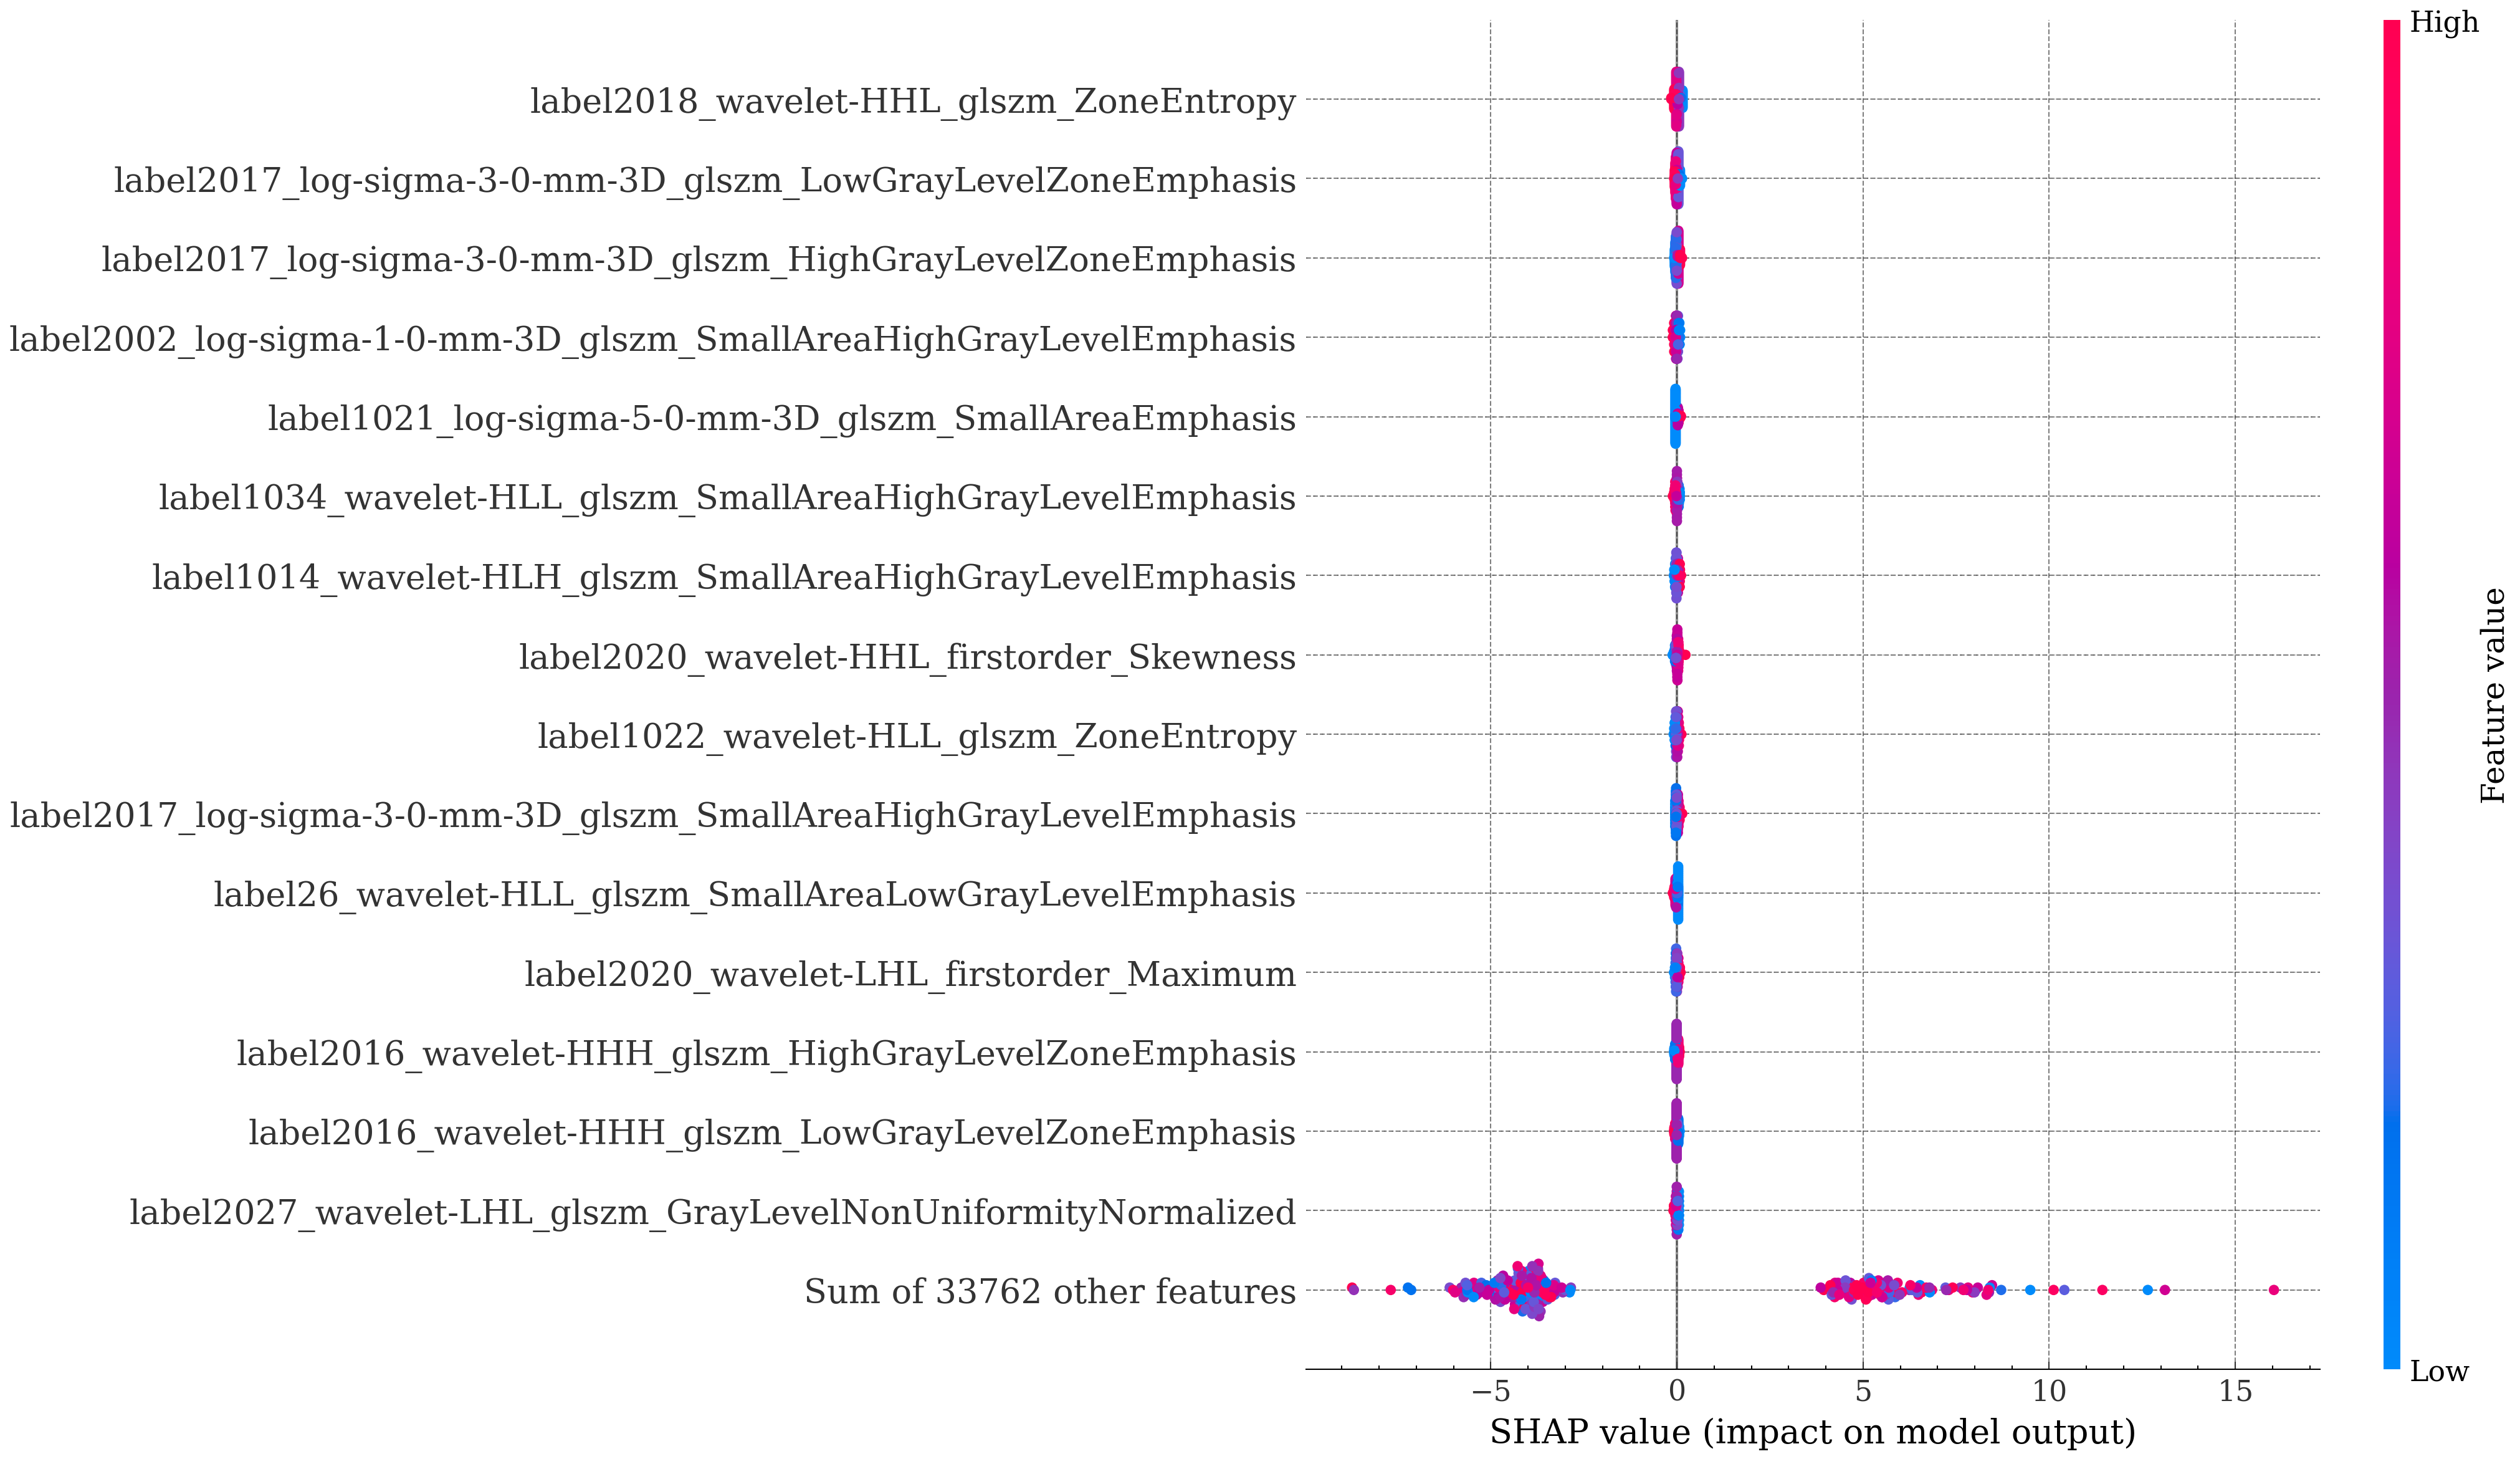 High
label2018_wavelet-HHL_glszm_ZoneEntropy
label2017_log-sigma-3-0-mm-3D_glszm_LowGrayLevelZoneEmphasis
label2017_log-sigma-3-0-mm-3D_glszm_HighGrayLevelZoneEmphasis
label2002_log-sigma-1-0-mm-3D_glszm_SmallAreaHighGrayLevelEmphasis
label1021_log-sigma-5-0-mm-3D_glszm_SmallAreaEmphasis
label1034_wavelet-HLL_glszm_SmallAreaHighGrayLevelEmphasis
label1014_wavelet-HLH_glszm_SmallAreaHighGrayLevelEmphasis
label2020_wavelet-HHL_firstorder_Skewness
label1022_wavelet-HLL_glszm_ZoneEntropy
label2017_log-sigma-3-0-mm-3D_glszm_SmallAreaHighGrayLevelEmphasis
label26_wavelet-HLL_glszm_SmallAreaLowGrayLevelEmphasis
label2020_wavelet-LHL_firstorder_Maximum
label2016_wavelet-HHH_glszm_HighGrayLevelZoneEmphasis
label2016_wavelet-HHH_glszm_LowGrayLevelZoneEmphasis
label2027_wavelet-LHL_glszm_GrayLevelNonUniformityNormalized
Sum of 33762 other features
Feature value
Low
−5 0 5 10 15
SHAP value (impact on model output)